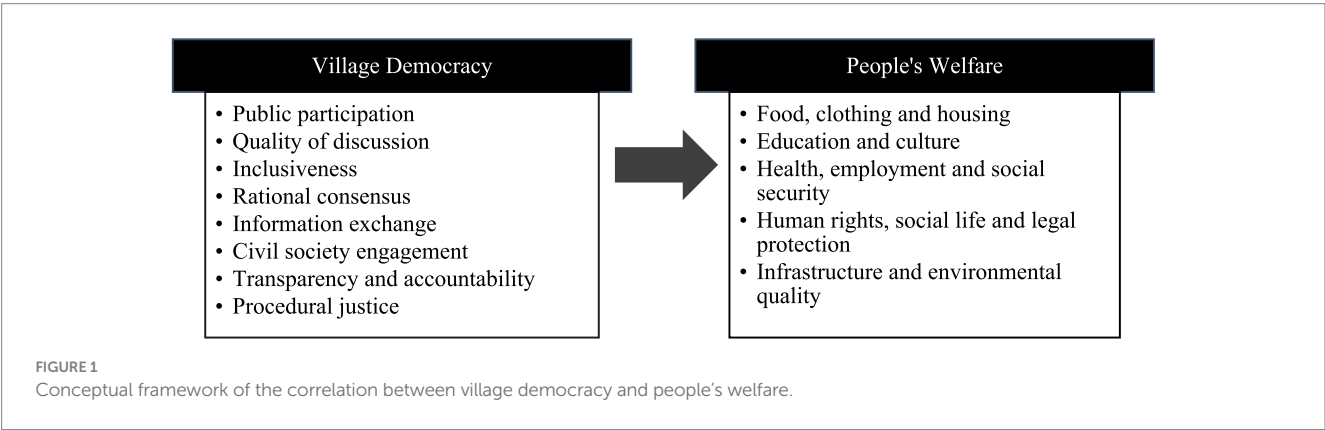 Village Democracy
• Public participation
• Quality of discussion
• Inclusiveness
• Rational consensus
• Information exchange
• Civil society engagement
• Transparency and accountability
• Procedural justice
People's Welfare
• Food, clothing and housing
• Education and culture
• Health, employment and social
security
• Human rights, social life and legal
protection
• Infrastructure and environmental
quality
FIGURE 1
Conceptual framework of the correlation between village democracy and people’s welfare.